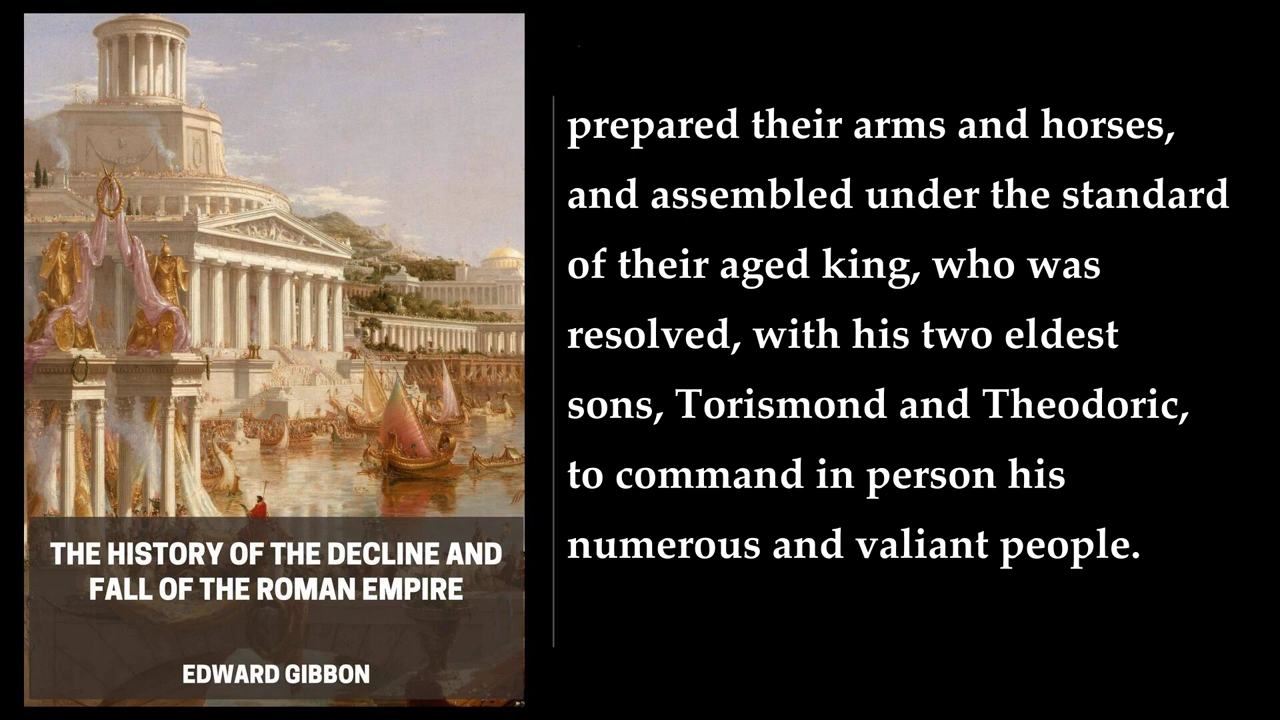 THE HISTORY OF THE DECLINE AND
FALL OF THE ROMAN EMPIRE
EDWARD GIBBON
prepared their arms and horses,
and assembled under the standard
of their aged king, who was
resolved, with his two eldest
sons, Torismond and Theodoric,
to command in person his
numerous and valiant people.